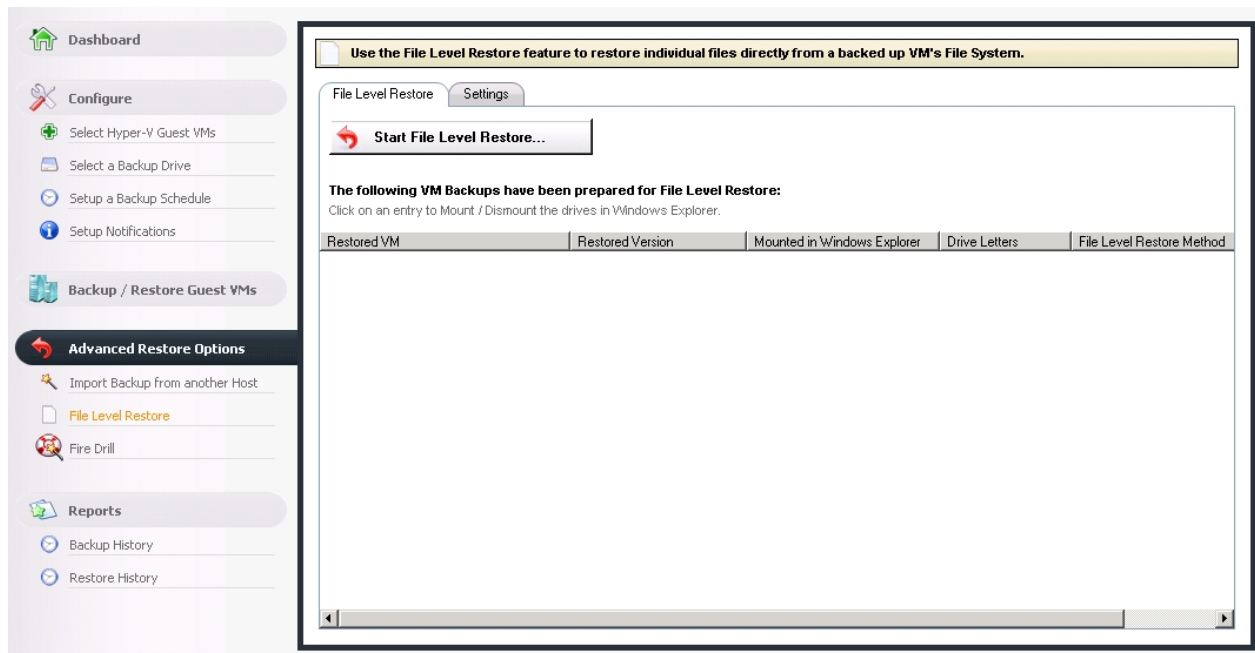 Dashboard
Configure
Select Hyper-V Guest VMs
Select a Backup Drive
Setup a Backup Schedule
Setup Notifications
Backup / Restore Guest VMs
Advanced Restore Options
Import Backup from another Host
File Level Restore
Fire Drill
Reports
Backup History
Restore History
Use the File Level Restore feature to restore individual files directly from a backed up VM's File System.
File Level Restore Settings
Start File Level Restore...
The following VM Backups have been prepared for File Level Restore:
Click on an entry to Mount / Dismount the drives in Windows Explorer.
Restored VM Restored Version Mounted in Windows Explorer Drive Letters File Level Restore Method